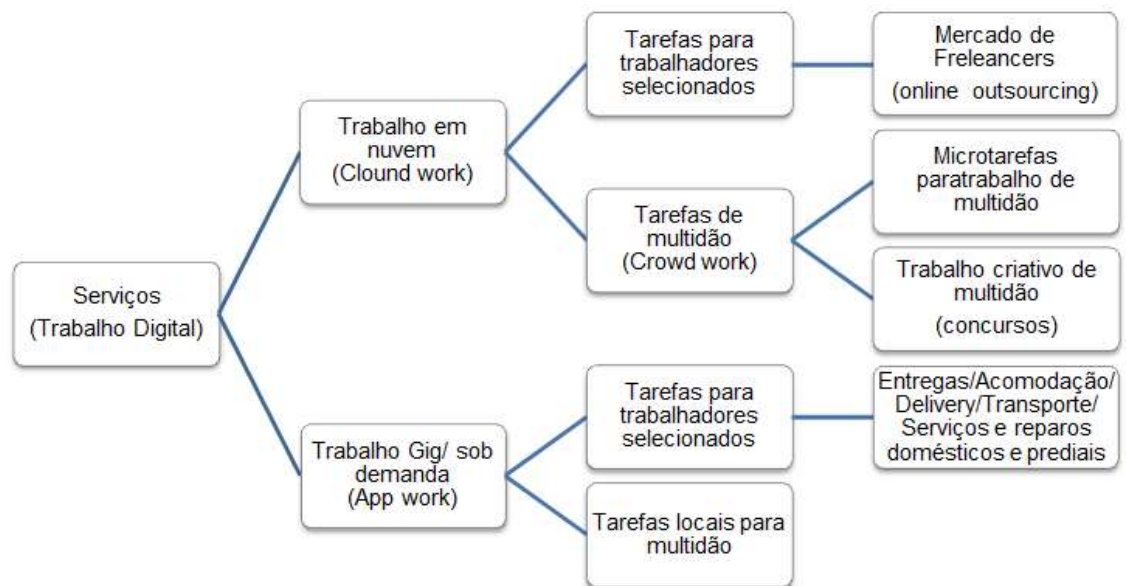 Serviços
(Trabalho Digital)
Trabalho em
nuvem
(Clound work)
Tarefas para
trabalhadores
selecionados
Mercado de
Freleancers
(online outsourcing)
Tarefas de
multidão
(Crowd work)
Microtarefas
paratrabalho de
multidão
Trabalho criativo de
multidão
(concursos)
Trabalho Gig/ sob
demanda
(App work)
Tarefas para
trabalhadores
selecionados
Entregas/Acomodação/
Delivery/Transporte/
Serviços e reparos
domésticos e prediais
Tarefas locais para
multidão